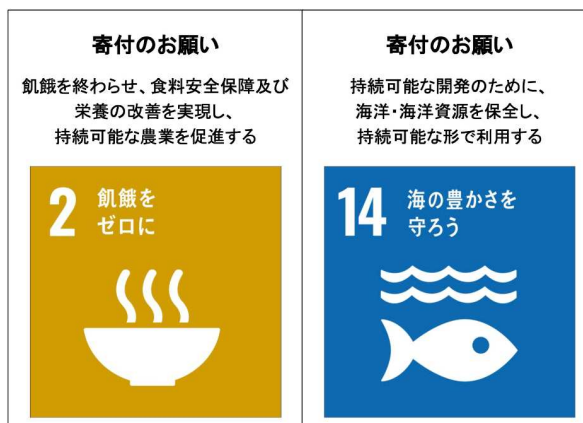 寄付のお願い
飢餓を終わらせ、食料安全保障及び
栄養の改善を実現し、
持続可能な農業を促進する
2 飢餓を
ゼロに
寄付のお願い
持続可能な開発のために、
海洋・海洋資源を保全し、
持続可能な形で利用する
14 海の豊かさを
守ろう